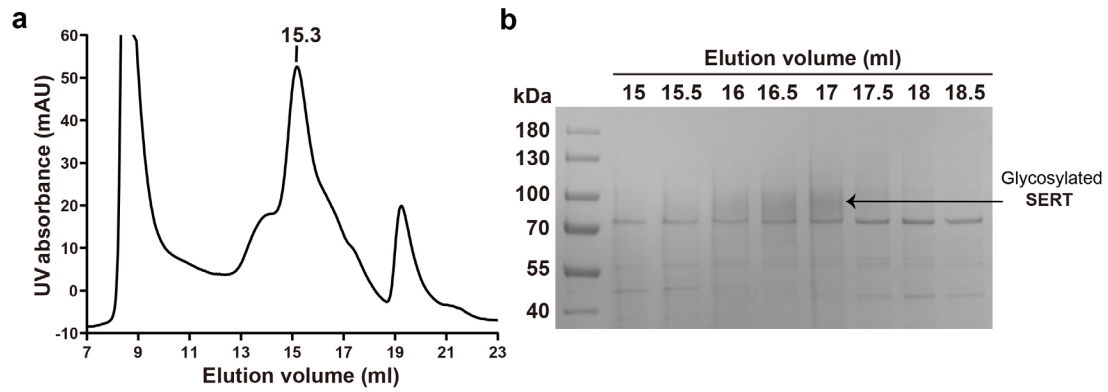 a
15.3
60
50
40
30
20
10
0
-10
UV absorbance (mAU)
7 9 11 13 15 17 19 21 23
Elution volume (ml)
b
Elution volume (ml)
kDa 15 15.5 16 16.5 17 17.5 18 18.5
180
130
100
70
55
40
Glycosylated
SERT